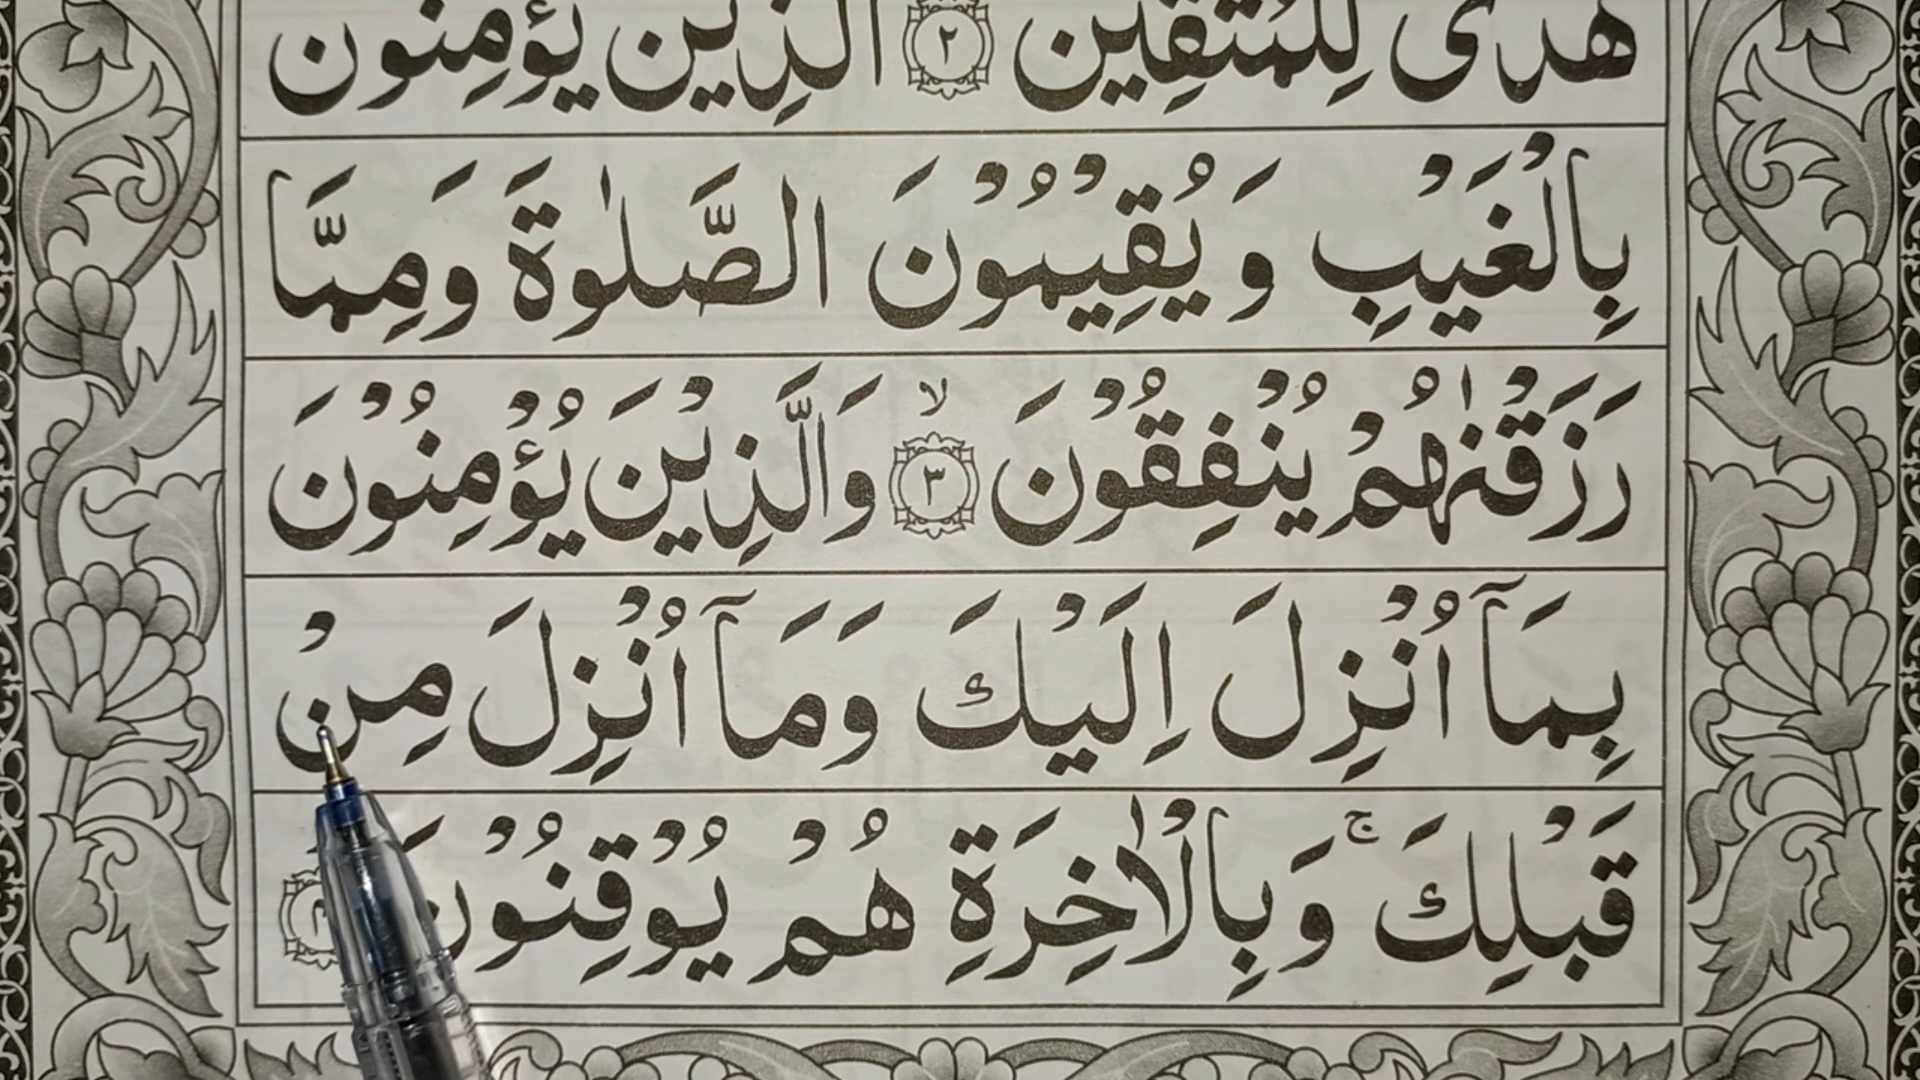 هُدًى لِّلْمُتَّقِيْنَ ۝٢ الَّذِيْنَ يُؤْمِنُوْنَ
بِالْغَيْبِ وَيُقِيْمُوْنَ الصَّلٰوةَ وَمِمَّا
رَزَقْنٰهُمْ يُنْفِقُوْنَ ۝٣ۙ وَالَّذِيْنَ يُؤْمِنُوْنَ
بِمَآ اُنْزِلَ اِلَيْكَ وَمَآ اُنْزِلَ مِنْ
قَبْلِكَ ۚ وَبِالْاٰخِرَةِ هُمْ يُوْقِنُوْنَ